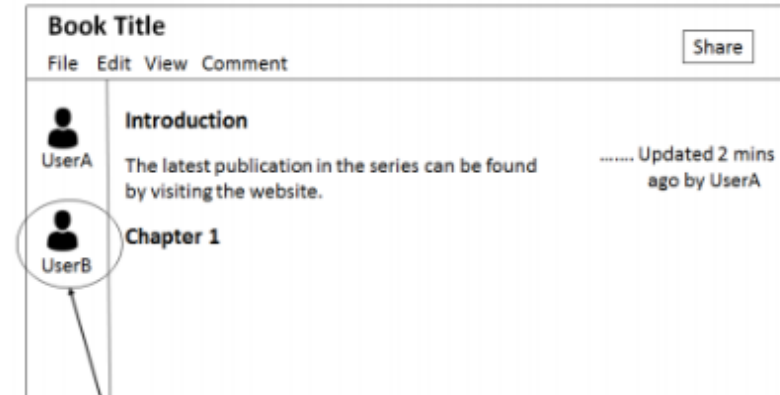 Book Title
File Edit View Comment
Share
UserA
Introduction
The latest publication in the series can be found
by visiting the website.
....... Updated 2 mins
ago by UserA
UserB
Chapter 1